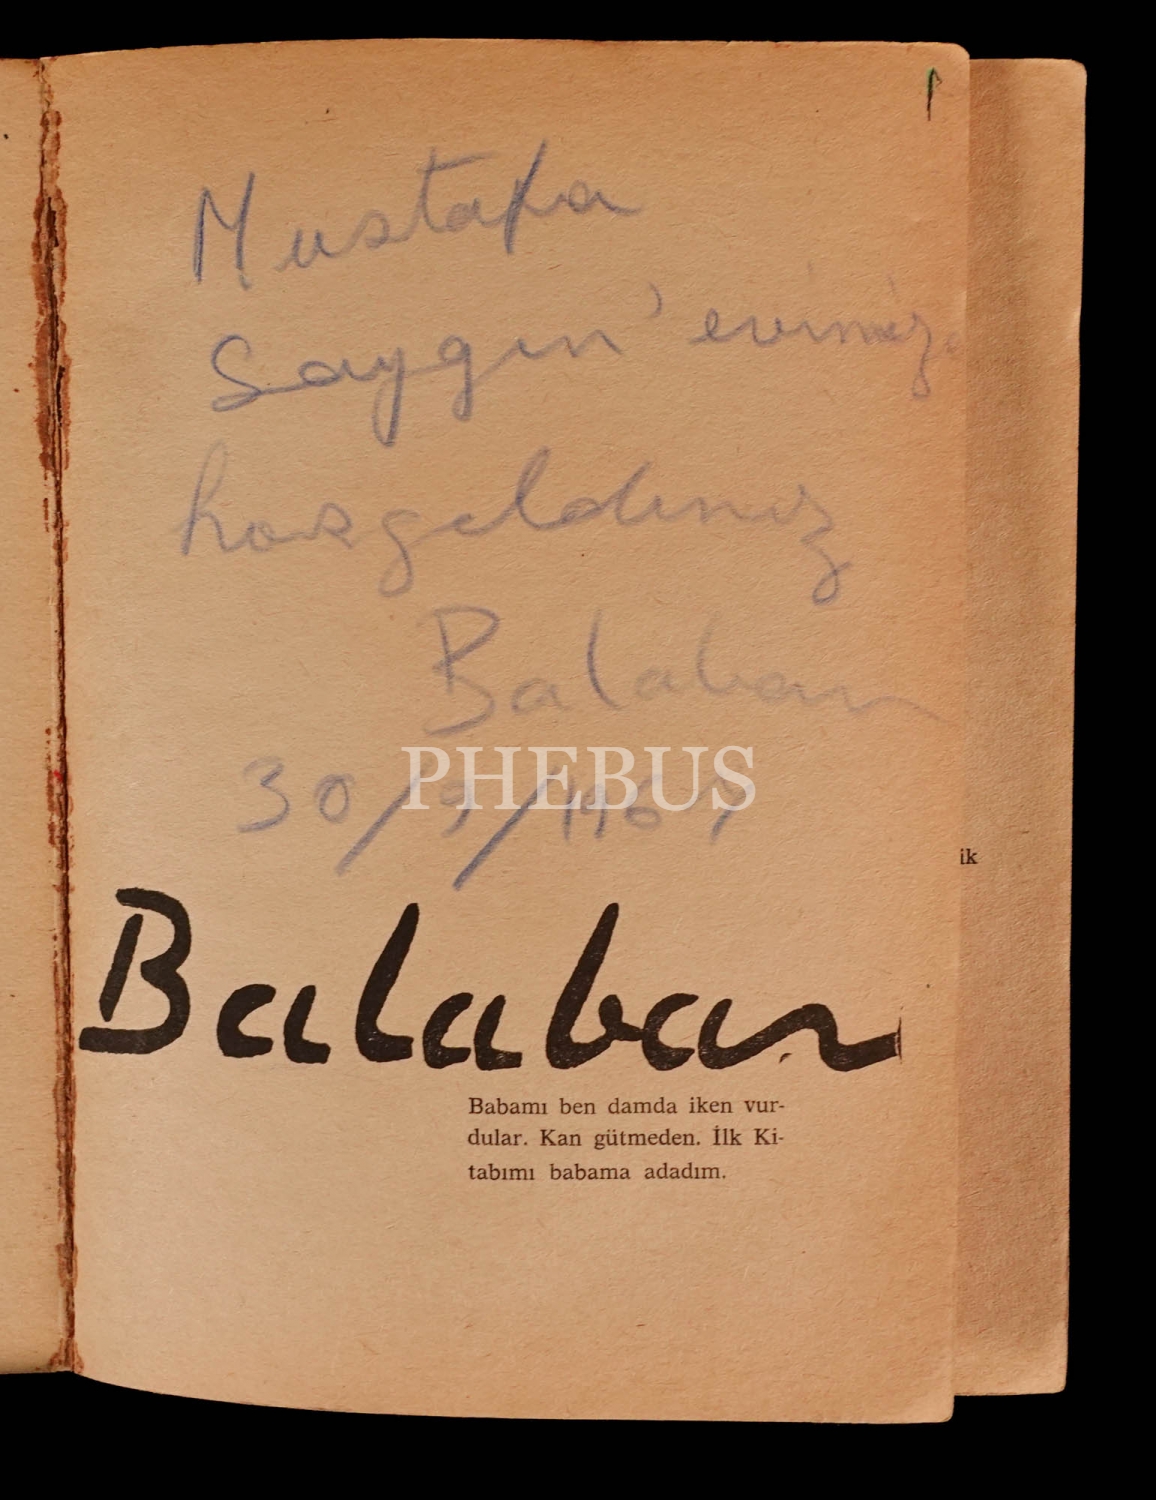 Mustafa
Saygın' evimize
hoşgeldiniz
Balaban
PHEBUS
ik
Balaban
Babamı ben damda iken vur-
dular. Kan gütmeden. İlk Ki-
tabımı babama adadım.